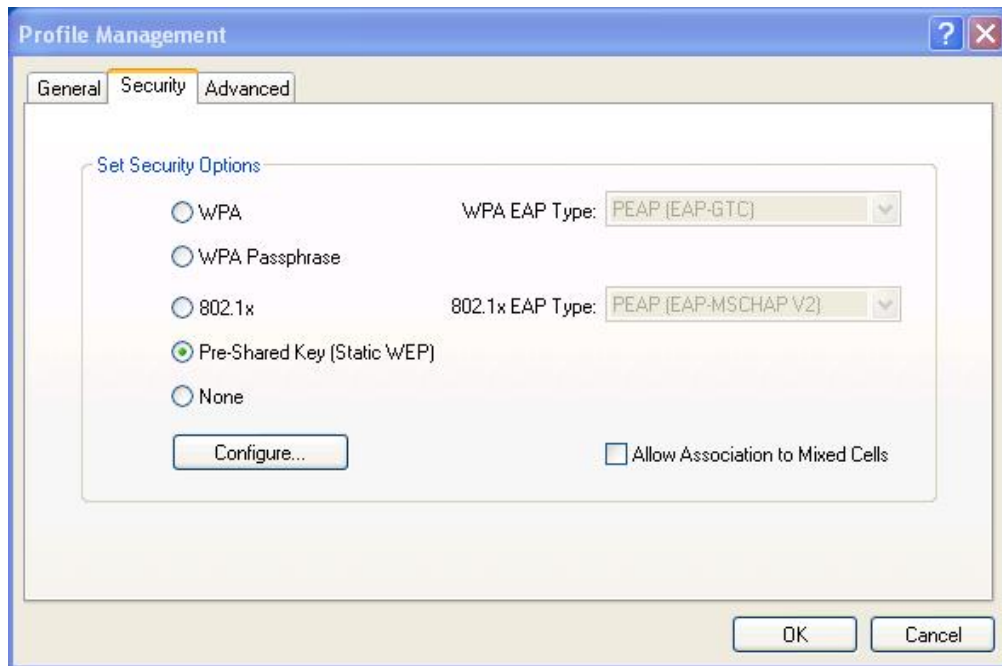 Profile Management
General Security Advanced
Set Security Options
WPA WPA EAP Type: PEAP (EAP-GTC)
WPA Passphrase
802.1x 802.1x EAP Type: PEAP (EAP-MSCHAP V2)
Pre-Shared Key (Static WEP)
None
Configure... Allow Association to Mixed Cells
OK Cancel